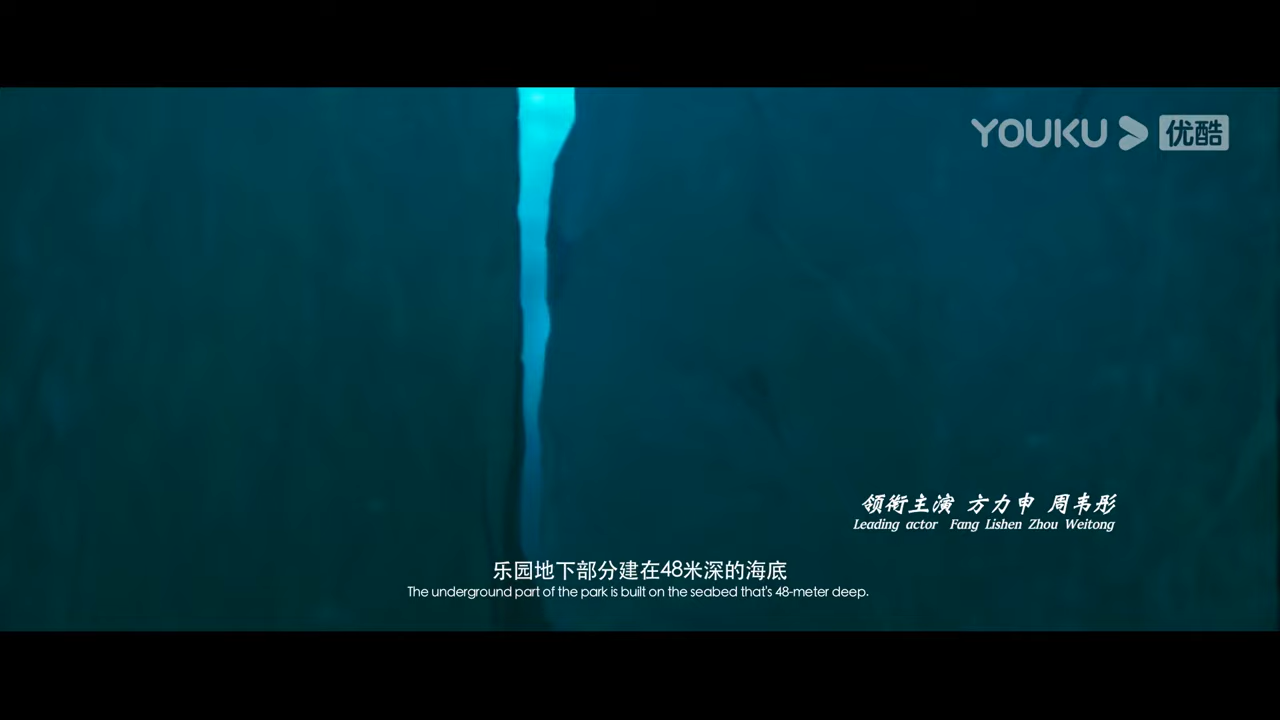 YOUKU 优酷
领衔主演 方力申 周韦彤
Leading actor Fang Lishen Zhou Weitong
乐园地下部分建在48米深的海底
The underground part of the park is built on the seabed that's 48-meter deep.